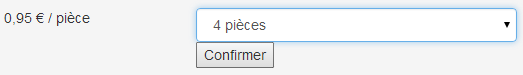 0,95 € / pièce
4 pièces
Confirmer